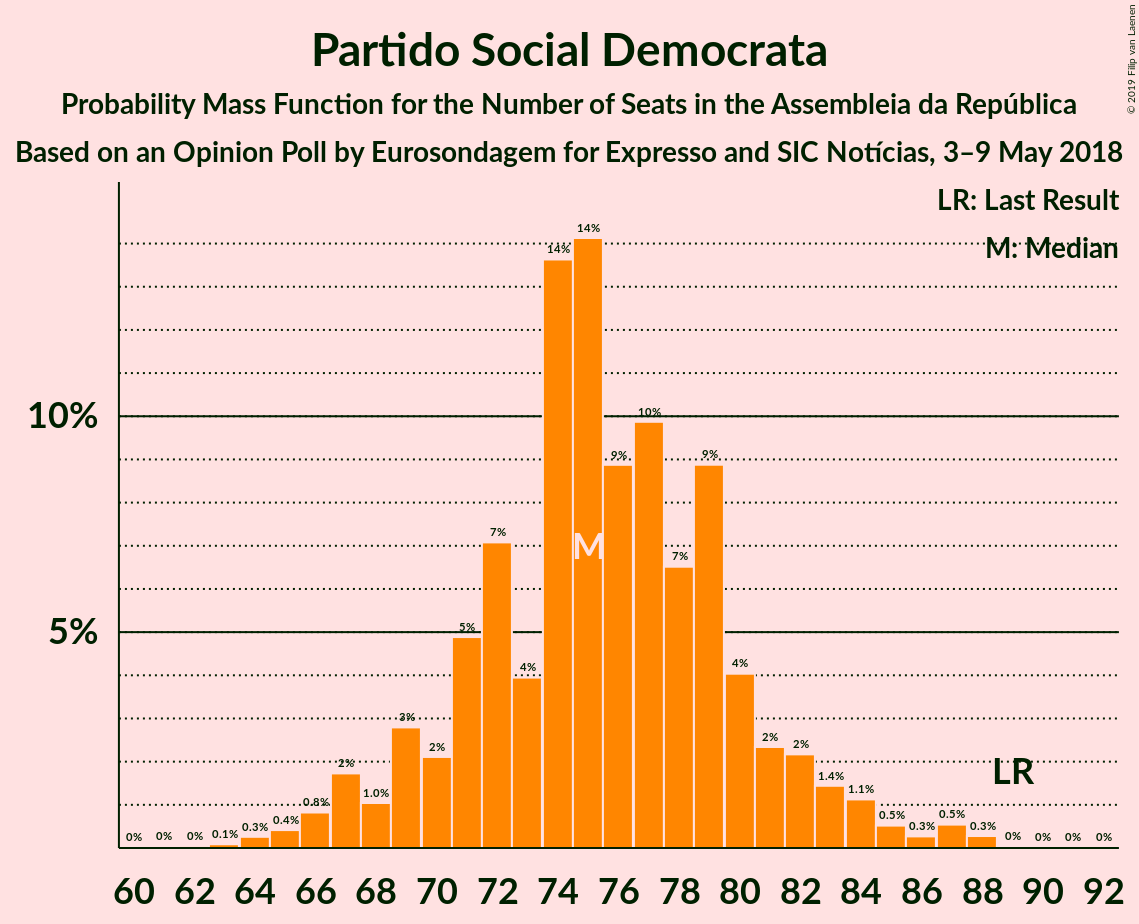 Partido Social Democrata
Probability Mass Function for the Number of Seats in the Assembleia da República
Based on an Opinion Poll by Eurosondagem for Expresso and SIC Notícias, 3–9 May 2018
© 2019 Filip van Laenen
LR: Last Result
M: Median
10%
5%
0% 0% 0% 0.1% 0.3% 0.4% 0.8% 2% 1.0% 3% 2% 5% 7% 4% 14% 14% 9% 10% 7% 9% 4% 2% 2% 1.4% 1.1% 0.5% 0.3% 0.5% 0.3% 0% 0% 0% 0%
M
LR
60 62 64 66 68 70 72 74 76 78 80 82 84 86 88 90 92